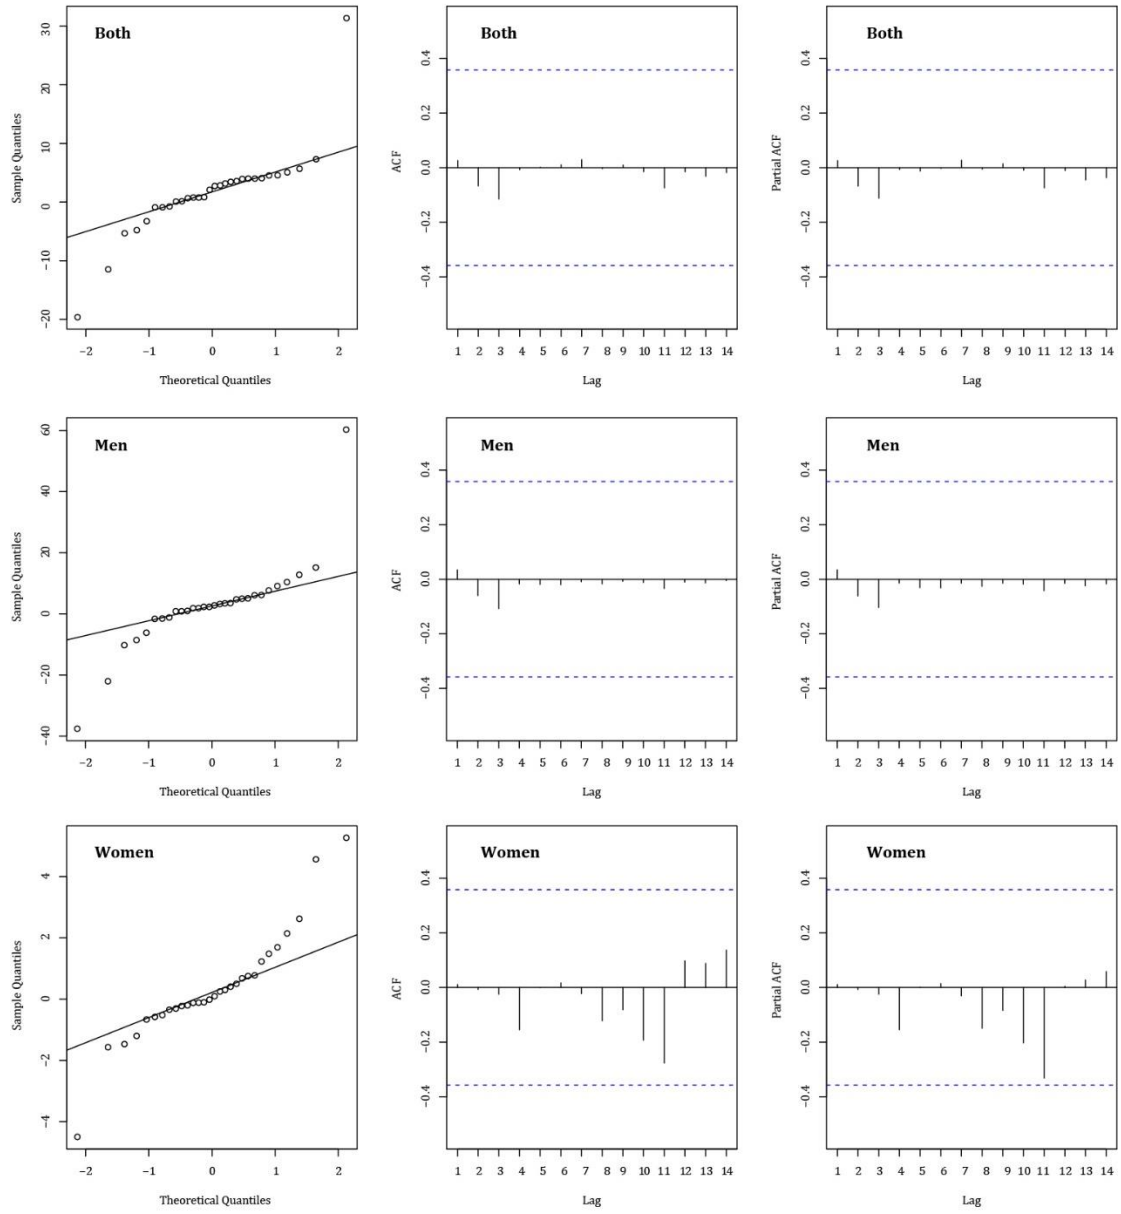 Both
Sample Quantiles
30
20
10
0
−10
−20
−2 −1 0 1 2
Theoretical Quantiles
Both
ACF
0.4
0.2
0.0
−0.2
−0.4
1 2 3 4 5 6 7 8 9 10 11 12 13 14
Lag
Both
Partial ACF
0.4
0.2
0.0
−0.2
−0.4
1 2 3 4 5 6 7 8 9 10 11 12 13 14
Lag
Men
Sample Quantiles
60
40
20
0
−20
−40
−2 −1 0 1 2
Theoretical Quantiles
Men
ACF
0.4
0.2
0.0
−0.2
−0.4
1 2 3 4 5 6 7 8 9 10 11 12 13 14
Lag
Men
Partial ACF
0.4
0.2
0.0
−0.2
−0.4
1 2 3 4 5 6 7 8 9 10 11 12 13 14
Lag
Women
Sample Quantiles
4
2
0
−2
−4
−2 −1 0 1 2
Theoretical Quantiles
Women
ACF
0.4
0.2
0.0
−0.2
−0.4
1 2 3 4 5 6 7 8 9 10 11 12 13 14
Lag
Women
Partial ACF
0.4
0.2
0.0
−0.2
−0.4
1 2 3 4 5 6 7 8 9 10 11 12 13 14
Lag